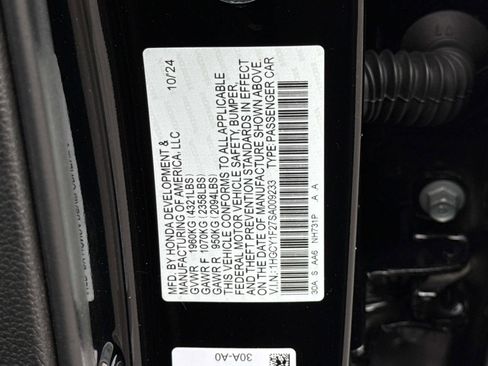 MFD. BY HONDA DEVELOPMENT &
MANUFACTURING OF AMERICA, LLC 10/24
GVWR 1960KG (4321LBS)
GAWR F 1070KG (2358LBS)
GAWR R 950KG (2094LBS)
THIS VEHICLE CONFORMS TO ALL APPLICABLE
FEDERAL MOTOR VEHICLE SAFETY, BUMPER,
AND THEFT PREVENTION STANDARDS IN EFFECT
ON THE DATE OF MANUFACTURE SHOWN ABOVE.
V.I.N.: 1HGCY1F27SA009233 TYPE: PASSENGER CAR
30A S AA6 NH731P A A
30A-A0